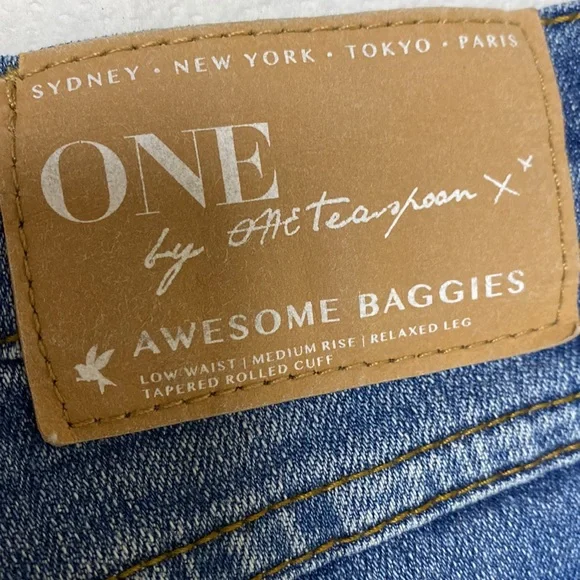 SYDNEY · NEW YORK · TOKYO · PARIS
ONE
by ONE teaspoon XX
AWESOME BAGGIES
LOW WAIST | MEDIUM RISE | RELAXED LEG
TAPERED ROLLED CUFF